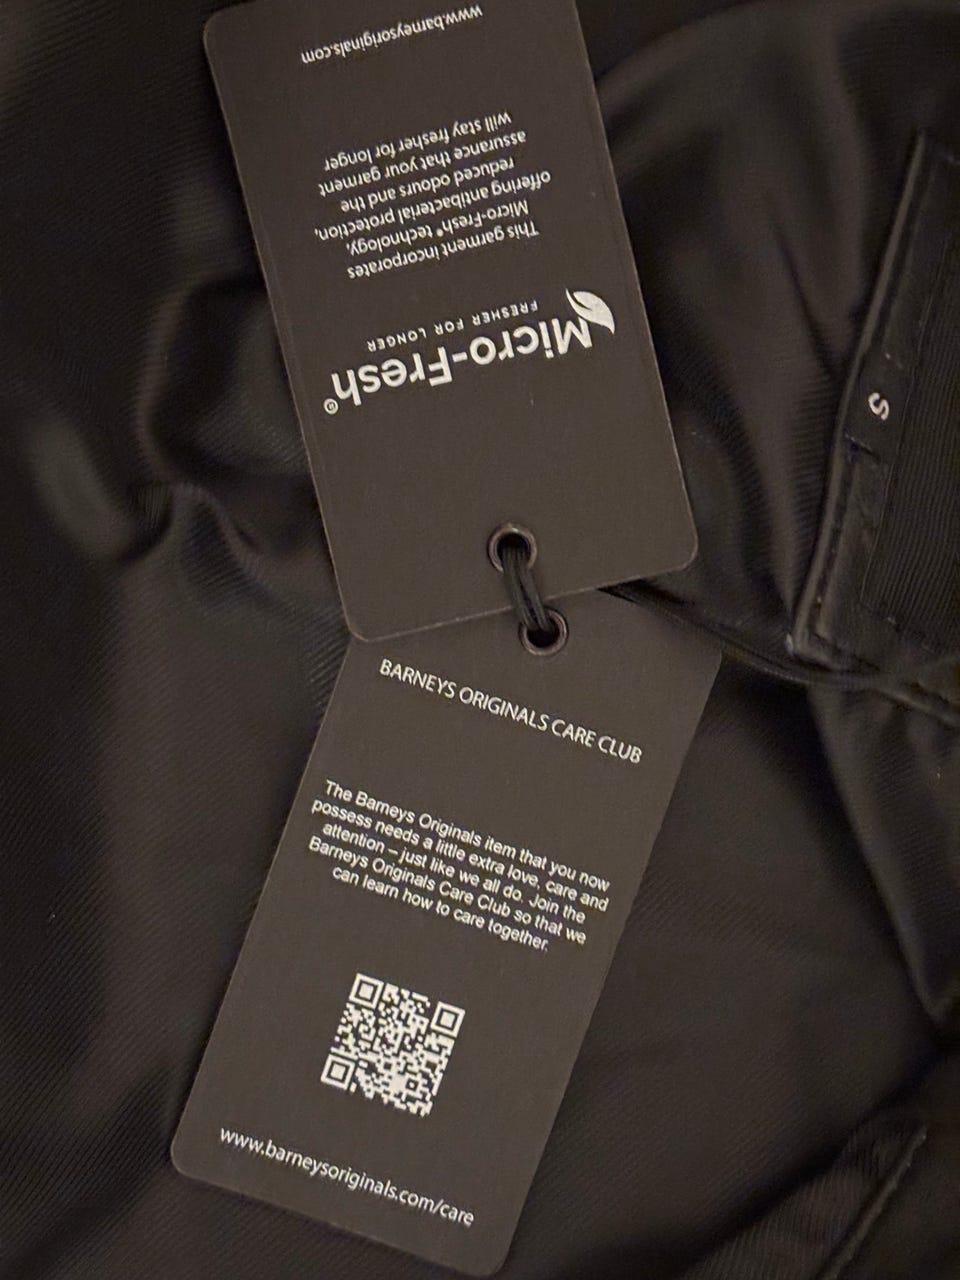 Micro-Fresh®
FRESHER FOR LONGER
This garment incorporates
Micro-Fresh® technology,
offering antibacterial protection,
reduced odours and the
assurance that your garment
will stay fresher for longer
www.barneysoriginals.com
S
BARNEYS ORIGINALS CARE CLUB
The Barneys Originals item that you now
possess needs a little extra love, care and
attention – just like we all do. Join the
Barneys Originals Care Club so that we
can learn how to care together.
www.barneysoriginals.com/care